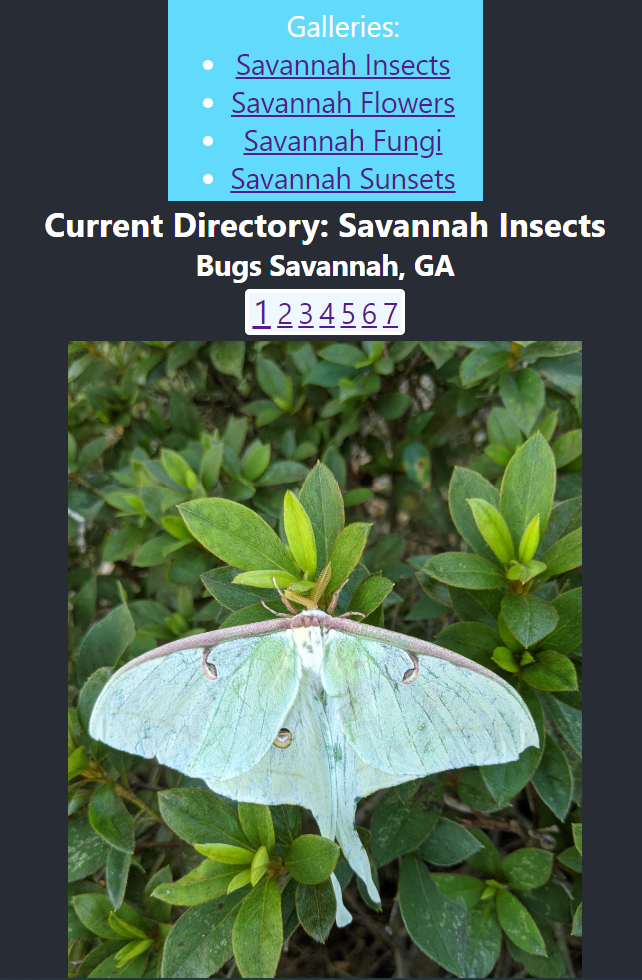 Galleries:
Savannah Insects
Savannah Flowers
Savannah Fungi
Savannah Sunsets
Current Directory: Savannah Insects
Bugs Savannah, GA
1 2 3 4 5 6 7